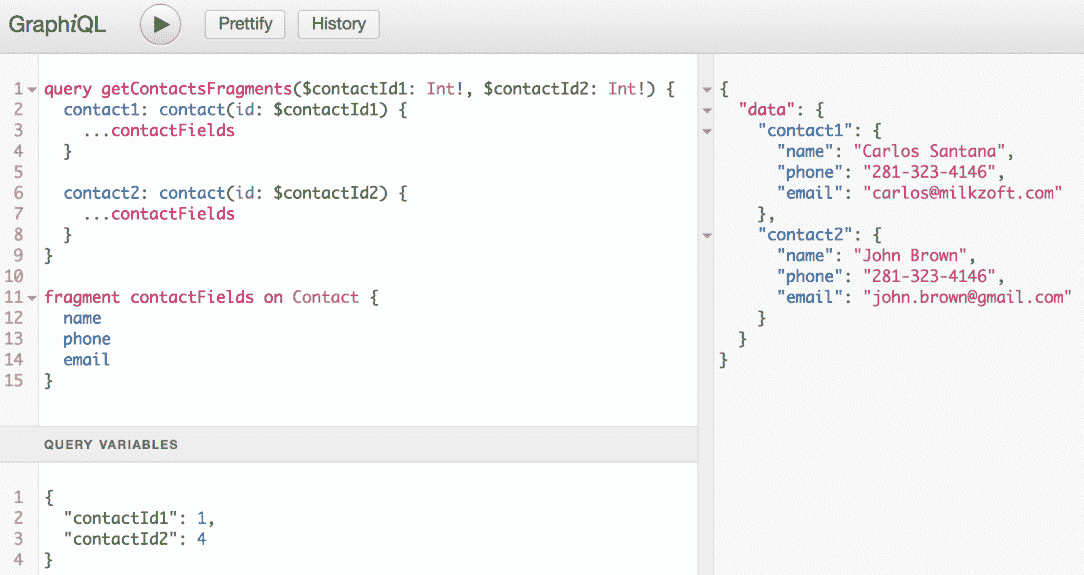 GraphiQL Prettify History
1 query getContactsFragments($contactId1: Int!, $contactId2: Int!) {
2 contact1: contact(id: $contactId1) {
3 ...contactFields
4 }
5
6 contact2: contact(id: $contactId2) {
7 ...contactFields
8 }
9 }
10
11 fragment contactFields on Contact {
12 name
13 phone
14 email
15 }
QUERY VARIABLES
1 {
2 "contactId1": 1,
3 "contactId2": 4
4 }
{
"data": {
"contact1": {
"name": "Carlos Santana",
"phone": "281-323-4146",
"email": "carlos@milkzoft.com"
},
"contact2": {
"name": "John Brown",
"phone": "281-323-4146",
"email": "john.brown@gmail.com"
}
}
}